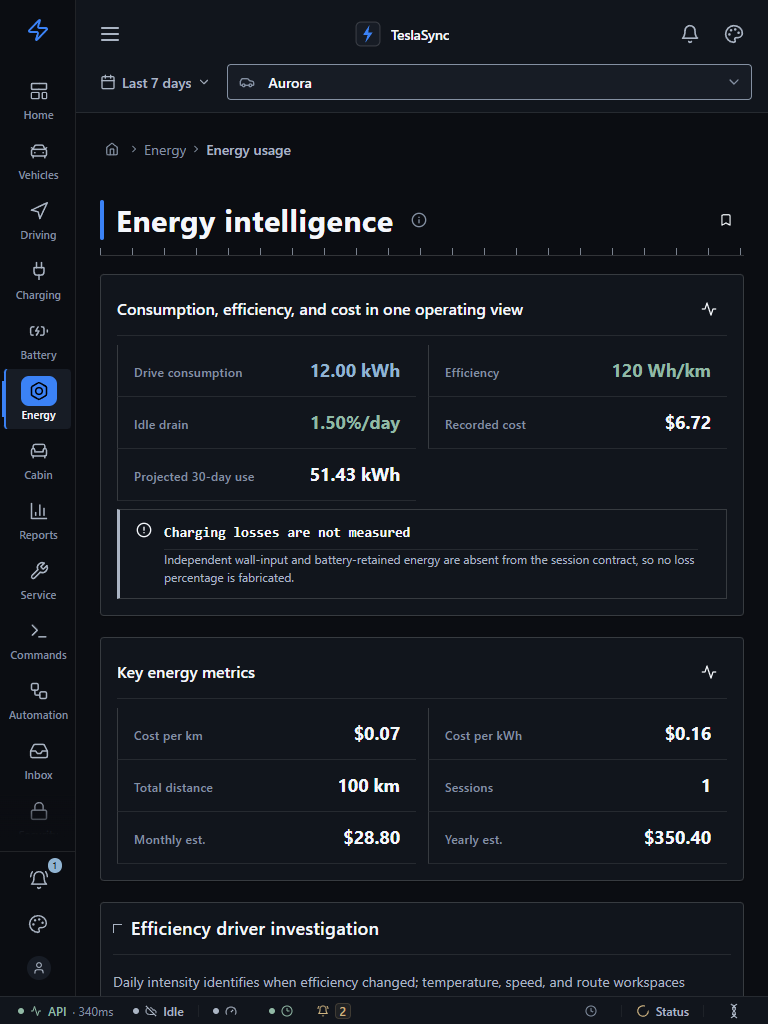 TeslaSync
Last 7 days
Aurora
Home
Vehicles
Driving
Charging
Battery
Energy
Cabin
Reports
Service
Commands
Automation
Inbox
1
Energy
Energy usage
Energy intelligence
Consumption, efficiency, and cost in one operating view
Drive consumption 12.00 kWh
Efficiency 120 Wh/km
Idle drain 1.50%/day
Recorded cost $6.72
Projected 30-day use 51.43 kWh
Charging losses are not measured
Independent wall-input and battery-retained energy are absent from the session contract, so no loss
percentage is fabricated.
Key energy metrics
Cost per km $0.07
Cost per kWh $0.16
Total distance 100 km
Sessions 1
Monthly est. $28.80
Yearly est. $350.40
Efficiency driver investigation
Daily intensity identifies when efficiency changed; temperature, speed, and route workspaces
API · 340ms
Idle
2
Status